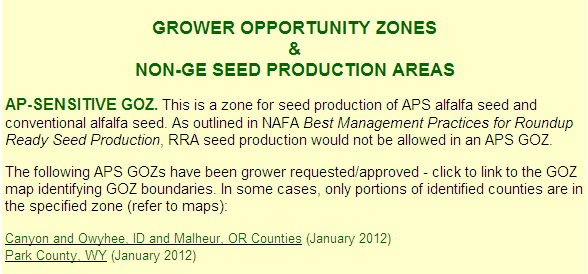 GROWER OPPORTUNITY ZONES
&
NON-GE SEED PRODUCTION AREAS
AP-SENSITIVE GOZ. This is a zone for seed production of APS alfalfa seed and
conventional alfalfa seed. As outlined in NAFA Best Management Practices for Roundup
Ready Seed Production, RRA seed production would not be allowed in an APS GOZ.
The following APS GOZs have been grower requested/approved - click to link to the GOZ
map identifying GOZ boundaries. In some cases, only portions of identified counties are in
the specified zone (refer to maps):
Canyon and Owyhee, ID and Malheur, OR Counties (January 2012)
Park County, WY (January 2012)